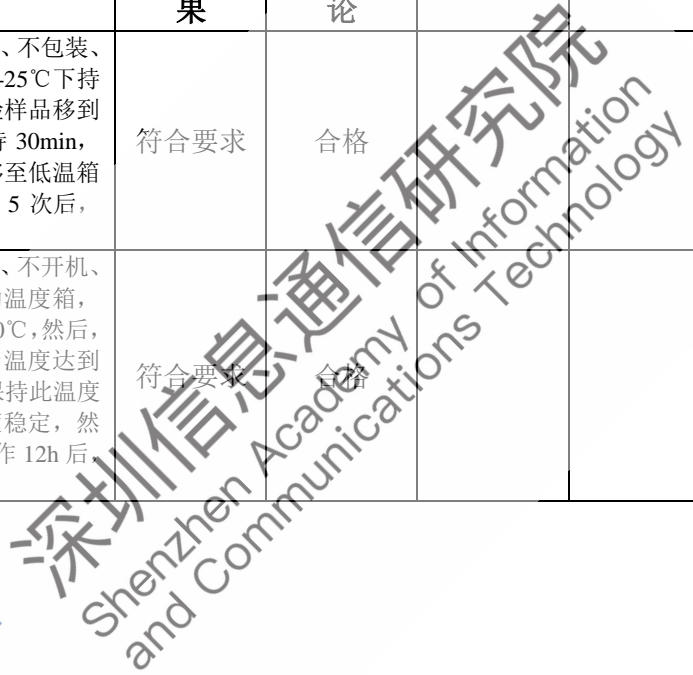 果
论
、不包装、
-25℃下持
样品移到
30min,
至低温箱
5 次后,
符合要求
合格
、不开机、
温度箱,
0℃,然后,
温度达到
保持此温度
稳定,然
作 12h 后,
符合要求
合格
深圳信息通信研究院
Shenzhen Academy of Information
and Communications Technology